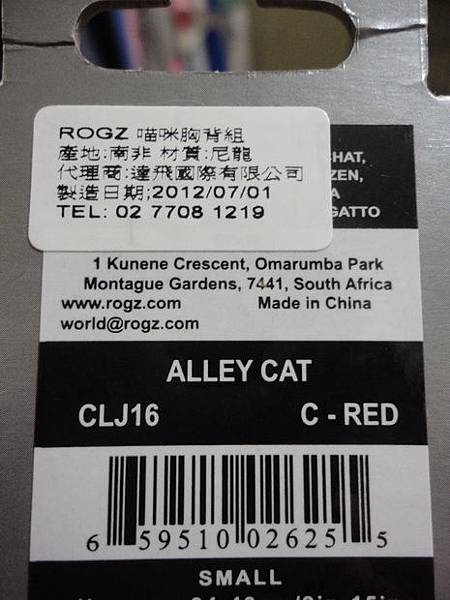 ROGZ 喵咪胸背組
產地:南非 材質:尼龍
代理商:達飛國際有限公司
製造日期;2012/07/01
TEL: 02 7708 1219
CHAT,
ZEN,
A
GATTO
1 Kunene Crescent, Omarumba Park
Montague Gardens, 7441, South Africa
www.rogz.com Made in China
world@rogz.com
ALLEY CAT
CLJ16 C - RED
6 59510 02625 5
SMALL